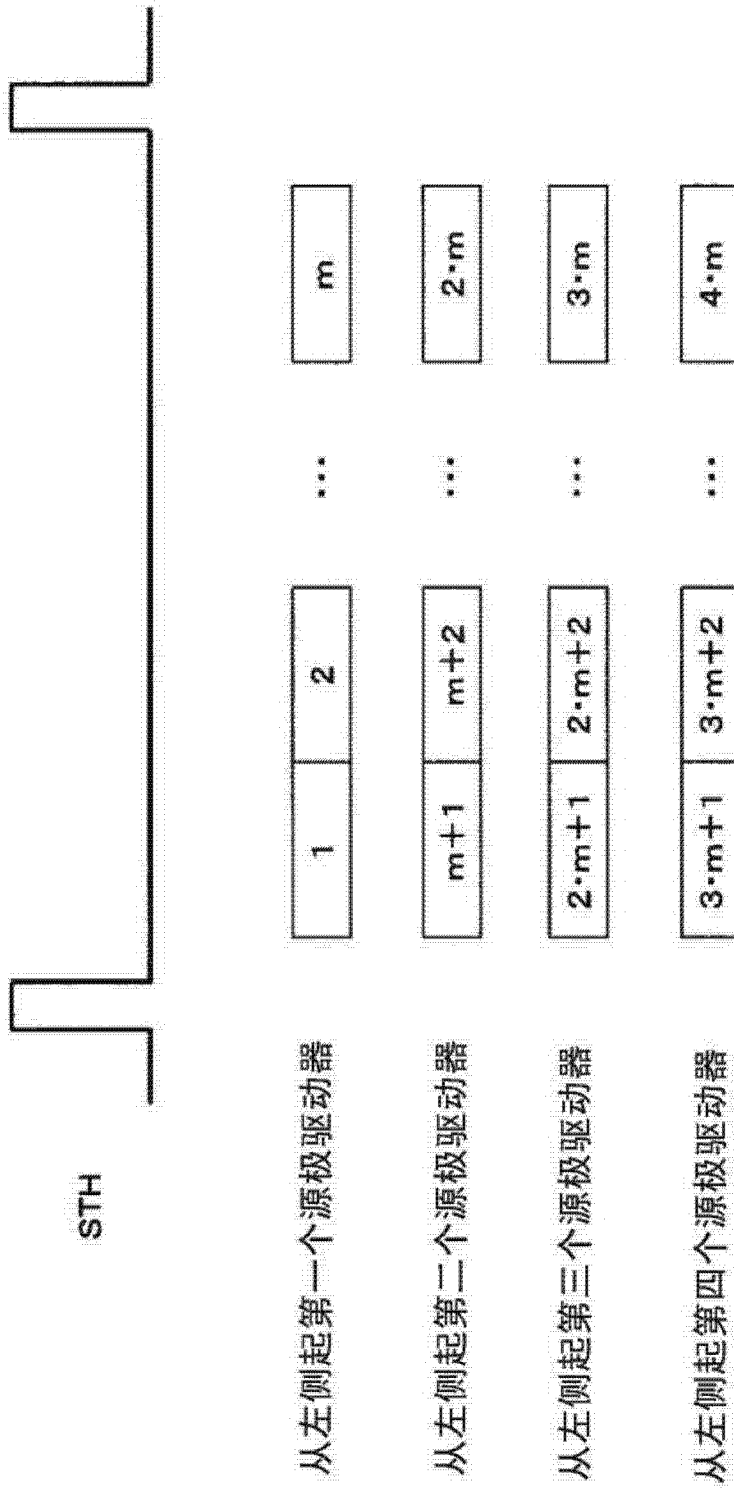 STH
从左侧起第一个源极驱动器 1 2 ··· m
从左侧起第二个源极驱动器 m+1 m+2 ··· 2·m
从左侧起第三个源极驱动器 2·m+1 2·m+2 ··· 3·m
从左侧起第四个源极驱动器 3·m+1 3·m+2 ··· 4·m